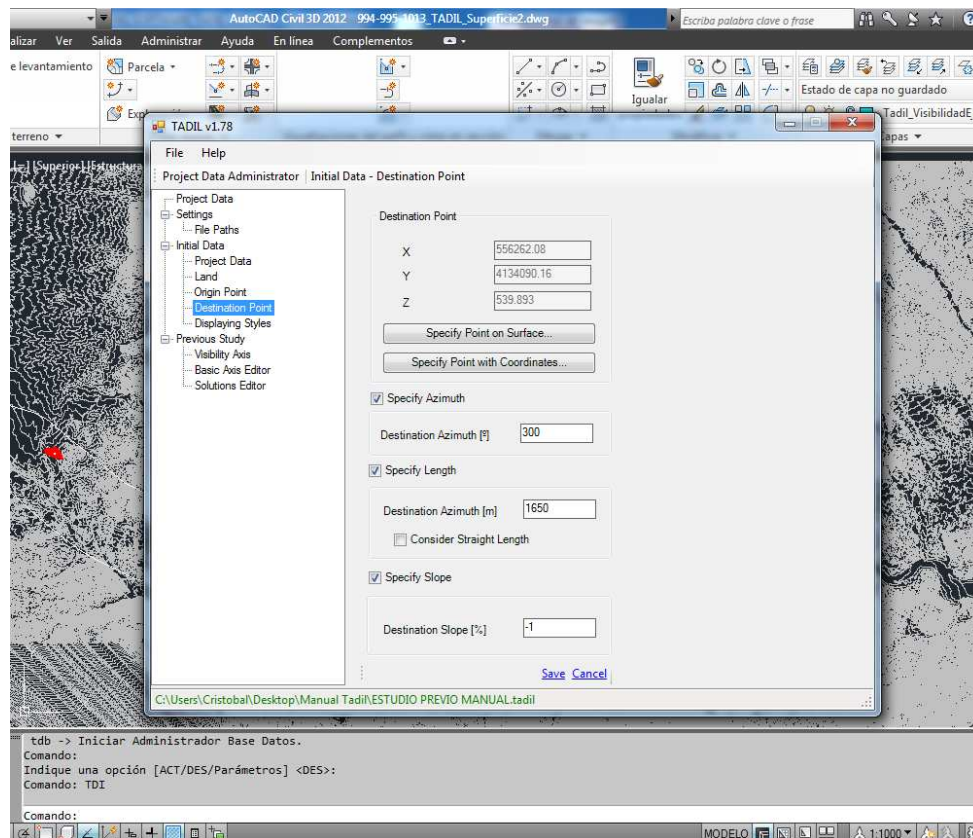 AutoCAD Civil 3D 2012 994-995-1013_TADIL_Superficie2.dwg
Escriba palabra clave o frase
alizar Ver Salida Administrar Ayuda En línea Complementos
e levantamiento
Parcela
Igualar
Estado de capa no guardado
Tadil_VisibilidadE
terreno
apas
[-] [Superior] [Estructura
TADIL v1.78
File Help
Project Data Administrator Initial Data - Destination Point
Project Data
Settings
File Paths
Initial Data
Project Data
Land
Origin Point
Destination Point
Displaying Styles
Previous Study
Visibility Axis
Basic Axis Editor
Solutions Editor
Destination Point
X 556262.08
Y 4134090.16
Z 539.893
Specify Point on Surface...
Specify Point with Coordinates...
Specify Azimuth
Destination Azimuth [º] 300
Specify Length
Destination Azimuth [m] 1650
Consider Straight Length
Specify Slope
Destination Slope [%] -1
Save Cancel
C:\Users\Cristobal\Desktop\Manual Tadil\ESTUDIO PREVIO MANUAL.tadil
tdb -> Iniciar Administrador Base Datos.
Comando:
Indique una opción [ACT/DES/Parámetros] <DES>:
Comando: TDI
Comando:
MODELO 1:1000